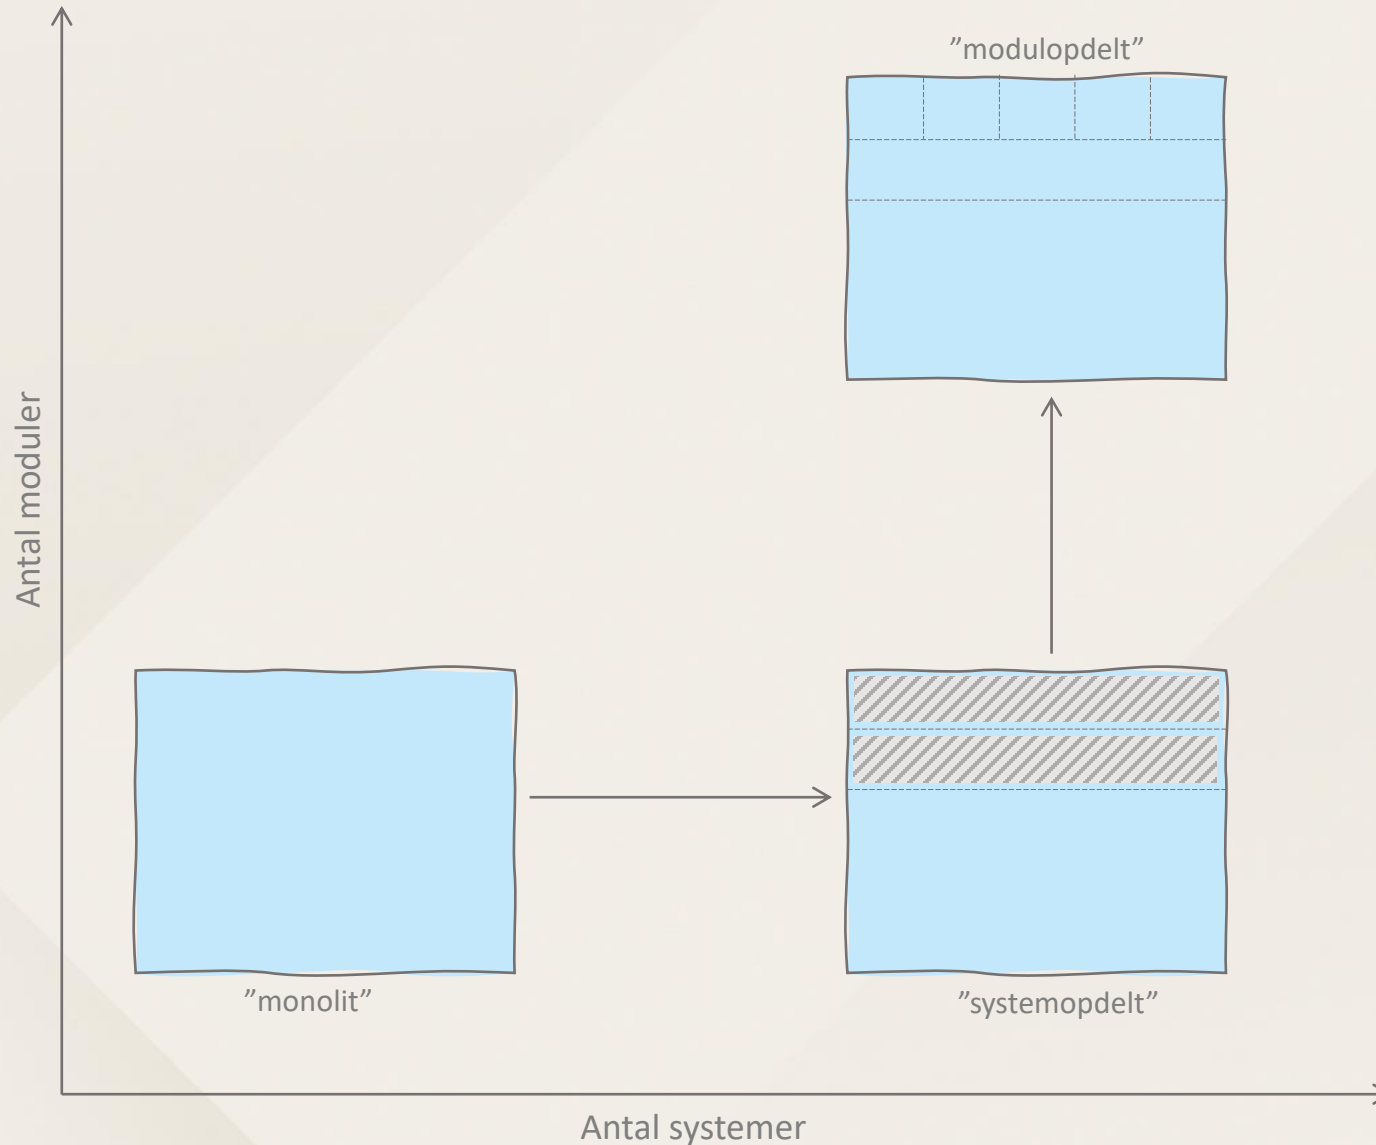 ”modulopdelt”
Antal moduler
”monolit”
”systemopdelt”
Antal systemer